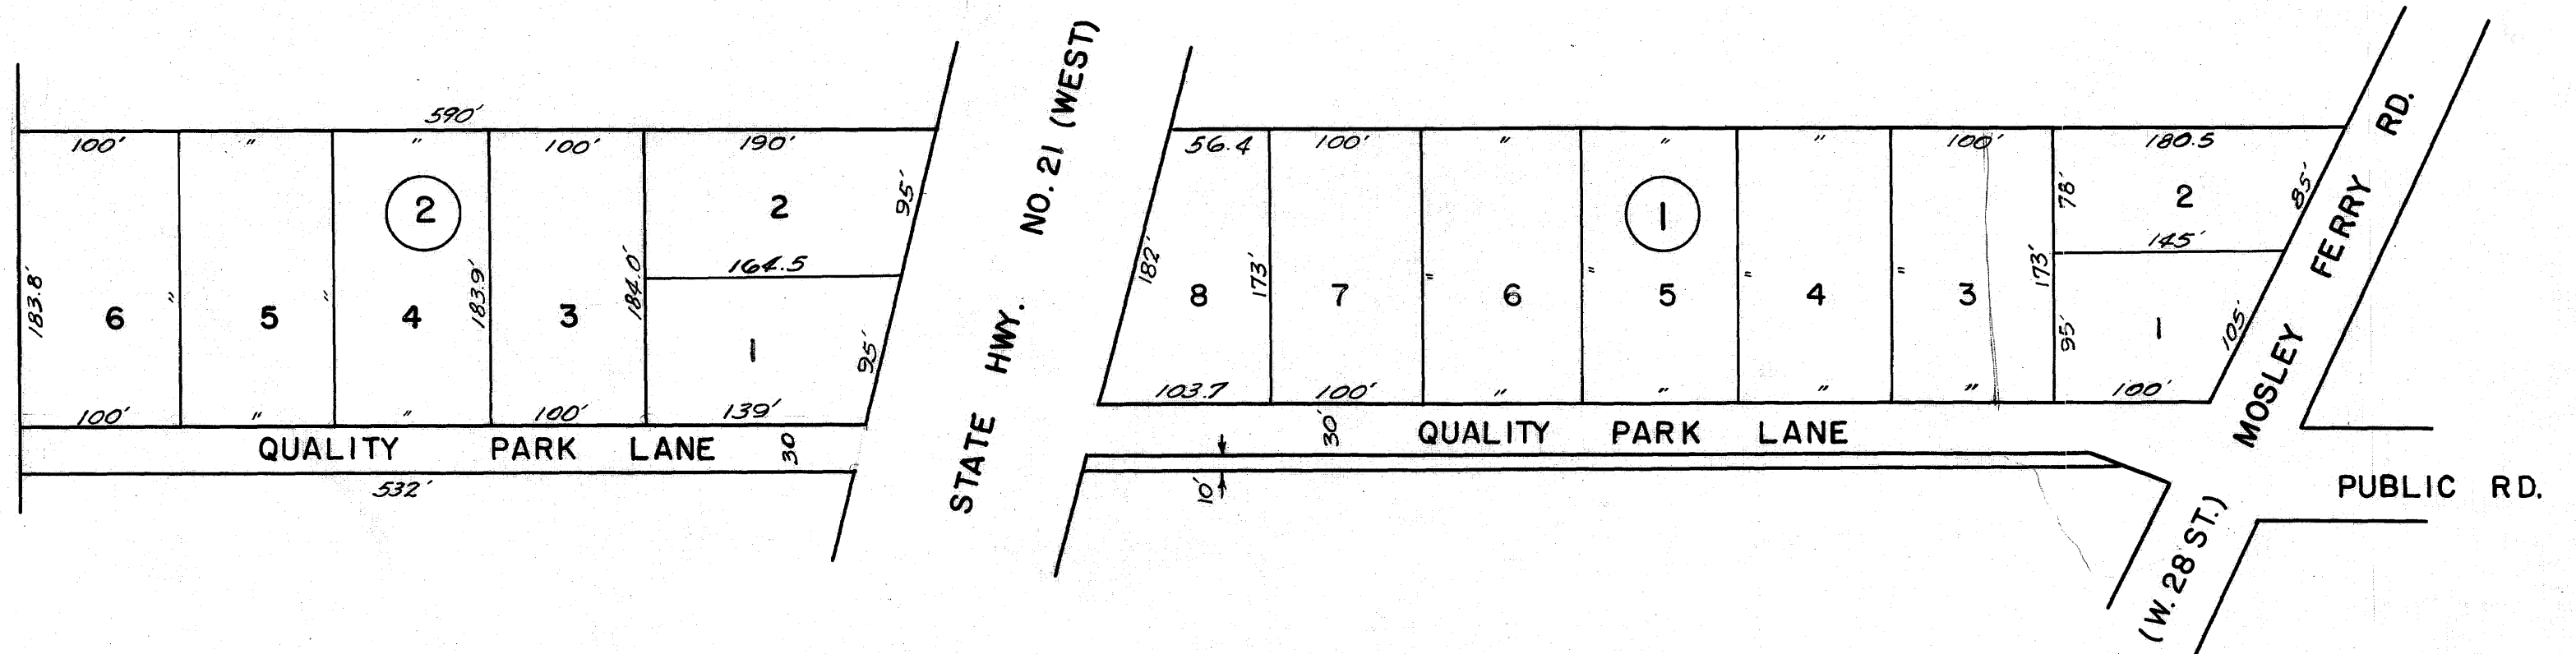 590'
100' " " 100' 190'
2
2
95'
164.5
183.8' 6 " 5 " 4 183.9' 3 184.0' 1 95'
100' " " 100' 139'
QUALITY PARK LANE 30
532'
STATE HWY. NO. 21 (WEST)
56.4 100' " " " 100' 180.5
1
78' 2 85'
145'
182' 8 173' 7 " 6 " 5 " 4 " 3 173' 95' 1 105'
103.7 100' " " " " 100'
30' QUALITY PARK LANE
10'
MOSLEY FERRY RD.
(W. 28 ST.)
PUBLIC RD.